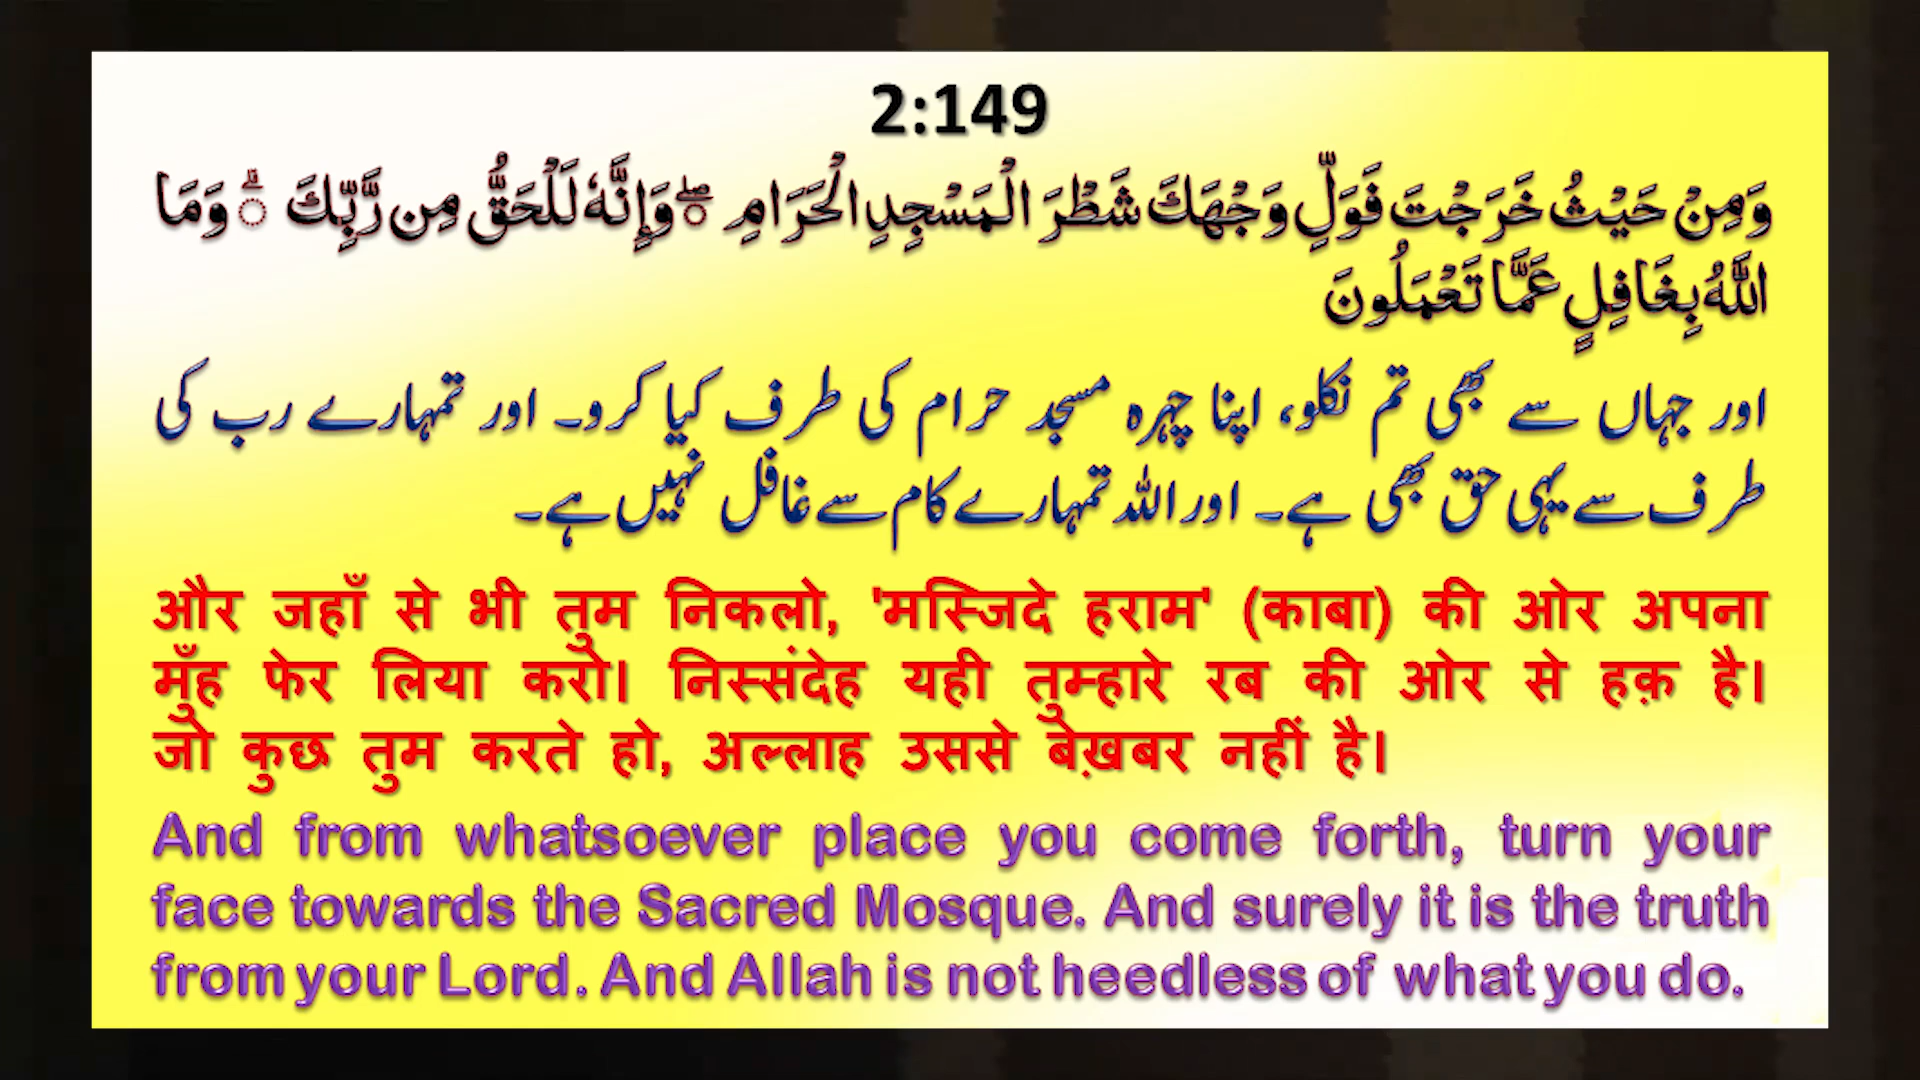 2:149
وَمِنْ حَيْثُ خَرَجْتَ فَوَلِّ وَجْهَكَ شَطْرَ الْمَسْجِدِ الْحَرَامِ ۖ وَإِنَّهُ لَلْحَقُّ مِن رَّبِّكَ ۗ وَمَا
اللَّهُ بِغَافِلٍ عَمَّا تَعْمَلُونَ
اور جہاں سے بھی تم نکلو، اپنا چہرہ مسجد حرام کی طرف کیا کرو۔ اور تمہارے رب کی
طرف سے یہی حق بھی ہے۔ اور اللہ تمہارے کام سے غافل نہیں ہے۔
और जहाँ से भी तुम निकलो, 'मस्जिदे हराम' (काबा) की ओर अपना
मुँह फेर लिया करो। निस्संदेह यही तुम्हारे रब की ओर से हक़ है।
जो कुछ तुम करते हो, अल्लाह उससे बेख़बर नहीं है।
And from whatsoever place you come forth, turn your
face towards the Sacred Mosque. And surely it is the truth
from your Lord. And Allah is not heedless of what you do.